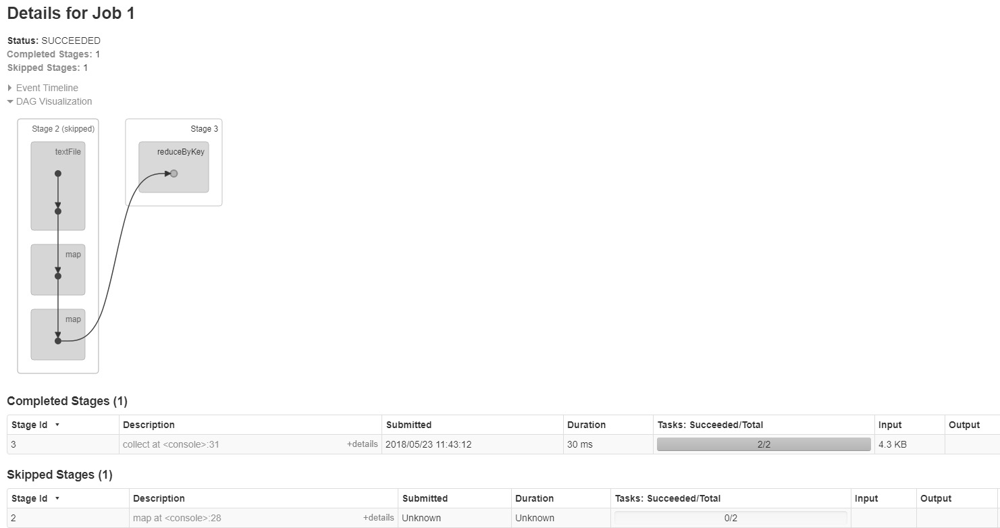 Details for Job 1
Status: SUCCEEDED
Completed Stages: 1
Skipped Stages: 1
Event Timeline
DAG Visualization
Stage 2 (skipped)
textFile
map
map
Stage 3
reduceByKey
Completed Stages (1)
Stage Id Description Submitted Duration Tasks: Succeeded/Total Input Output
3 collect at <console>:31 +details 2018/05/23 11:43:12 30 ms 2/2 4.3 KB
Skipped Stages (1)
Stage Id Description Submitted Duration Tasks: Succeeded/Total Input Output
2 map at <console>:28 +details Unknown Unknown 0/2